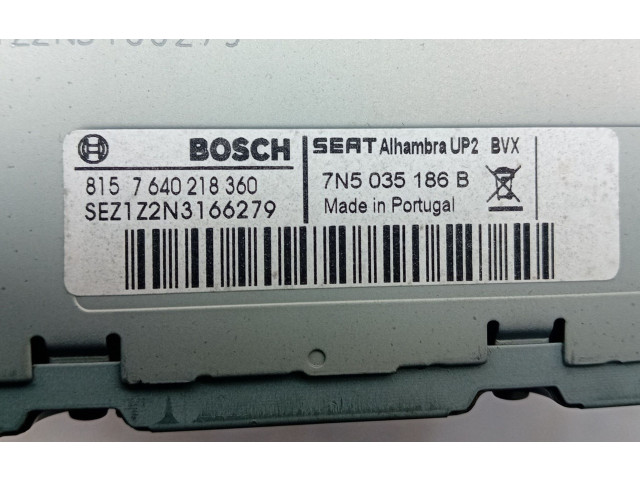 BOSCH
SEAT Alhambra UP2 BVX
815 7 640 218 360
7N5 035 186 B
SEZ1Z2N3166279
Made in Portugal